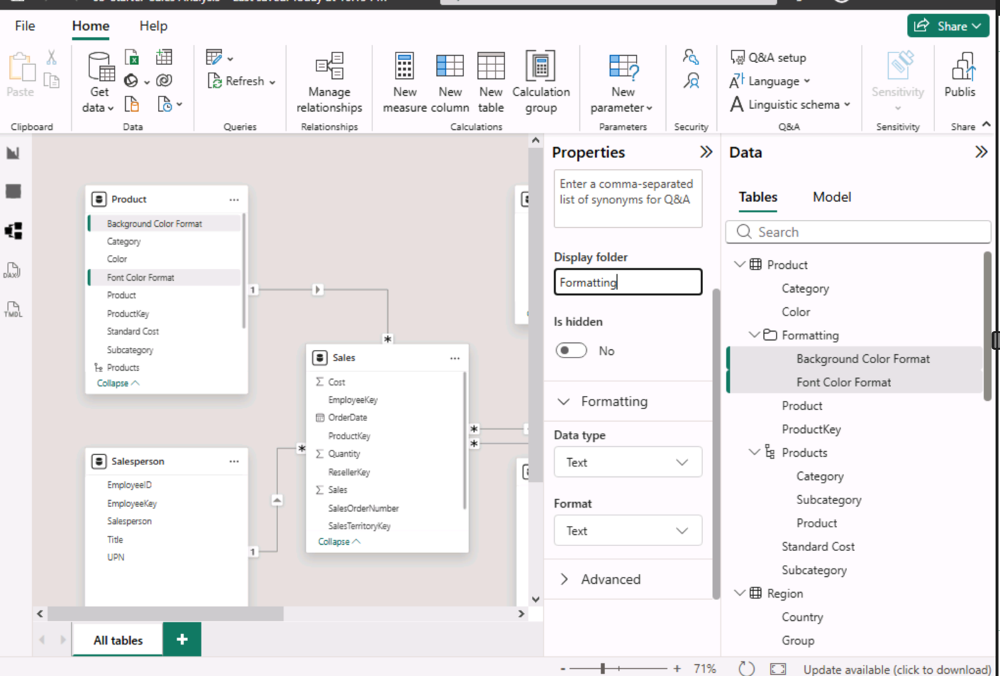 File
Home
Help
Share
Paste
Get
data
Refresh
Manage
relationships
New
measure
New
column
New
table
Calculation
group
New
parameter
Q&A setup
Language
Linguistic schema
Sensitivity
Publis
Clipboard
Data
Queries
Relationships
Calculations
Parameters
Security
Q&A
Sensitivity
Share
DAX
TMDL
Product
Background Color Format
Category
Color
Font Color Format
Product
ProductKey
Standard Cost
Subcategory
Products
Collapse
1
*
Sales
Cost
EmployeeKey
OrderDate
ProductKey
Quantity
ResellerKey
Sales
SalesOrderNumber
SalesTerritoryKey
Collapse
*
*
*
1
Salesperson
EmployeeID
EmployeeKey
Salesperson
Title
UPN
All tables
+
Properties
Enter a comma-separated
list of synonyms for Q&A
Display folder
Formatting
Is hidden
No
Formatting
Data type
Text
Format
Text
Advanced
Data
Tables
Model
Search
Product
Category
Color
Formatting
Background Color Format
Font Color Format
Product
ProductKey
Products
Category
Subcategory
Product
Standard Cost
Subcategory
Region
Country
Group
- + 71%
Update available (click to download)